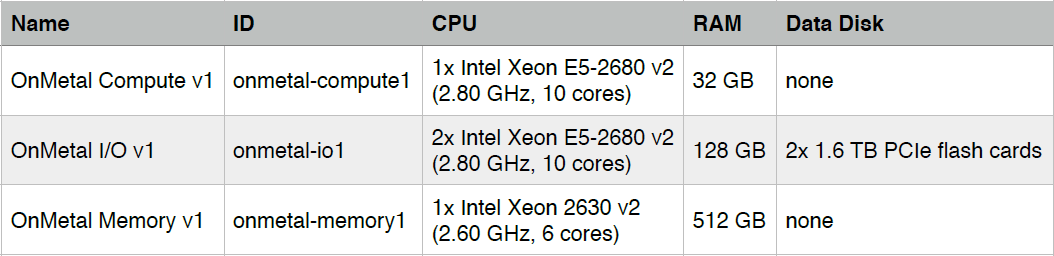 Name ID CPU RAM Data Disk
OnMetal Compute v1 onmetal-compute1 1x Intel Xeon E5-2680 v2 (2.80 GHz, 10 cores) 32 GB none
OnMetal I/O v1 onmetal-io1 2x Intel Xeon E5-2680 v2 (2.80 GHz, 10 cores) 128 GB 2x 1.6 TB PCIe flash cards
OnMetal Memory v1 onmetal-memory1 1x Intel Xeon 2630 v2 (2.60 GHz, 6 cores) 512 GB none